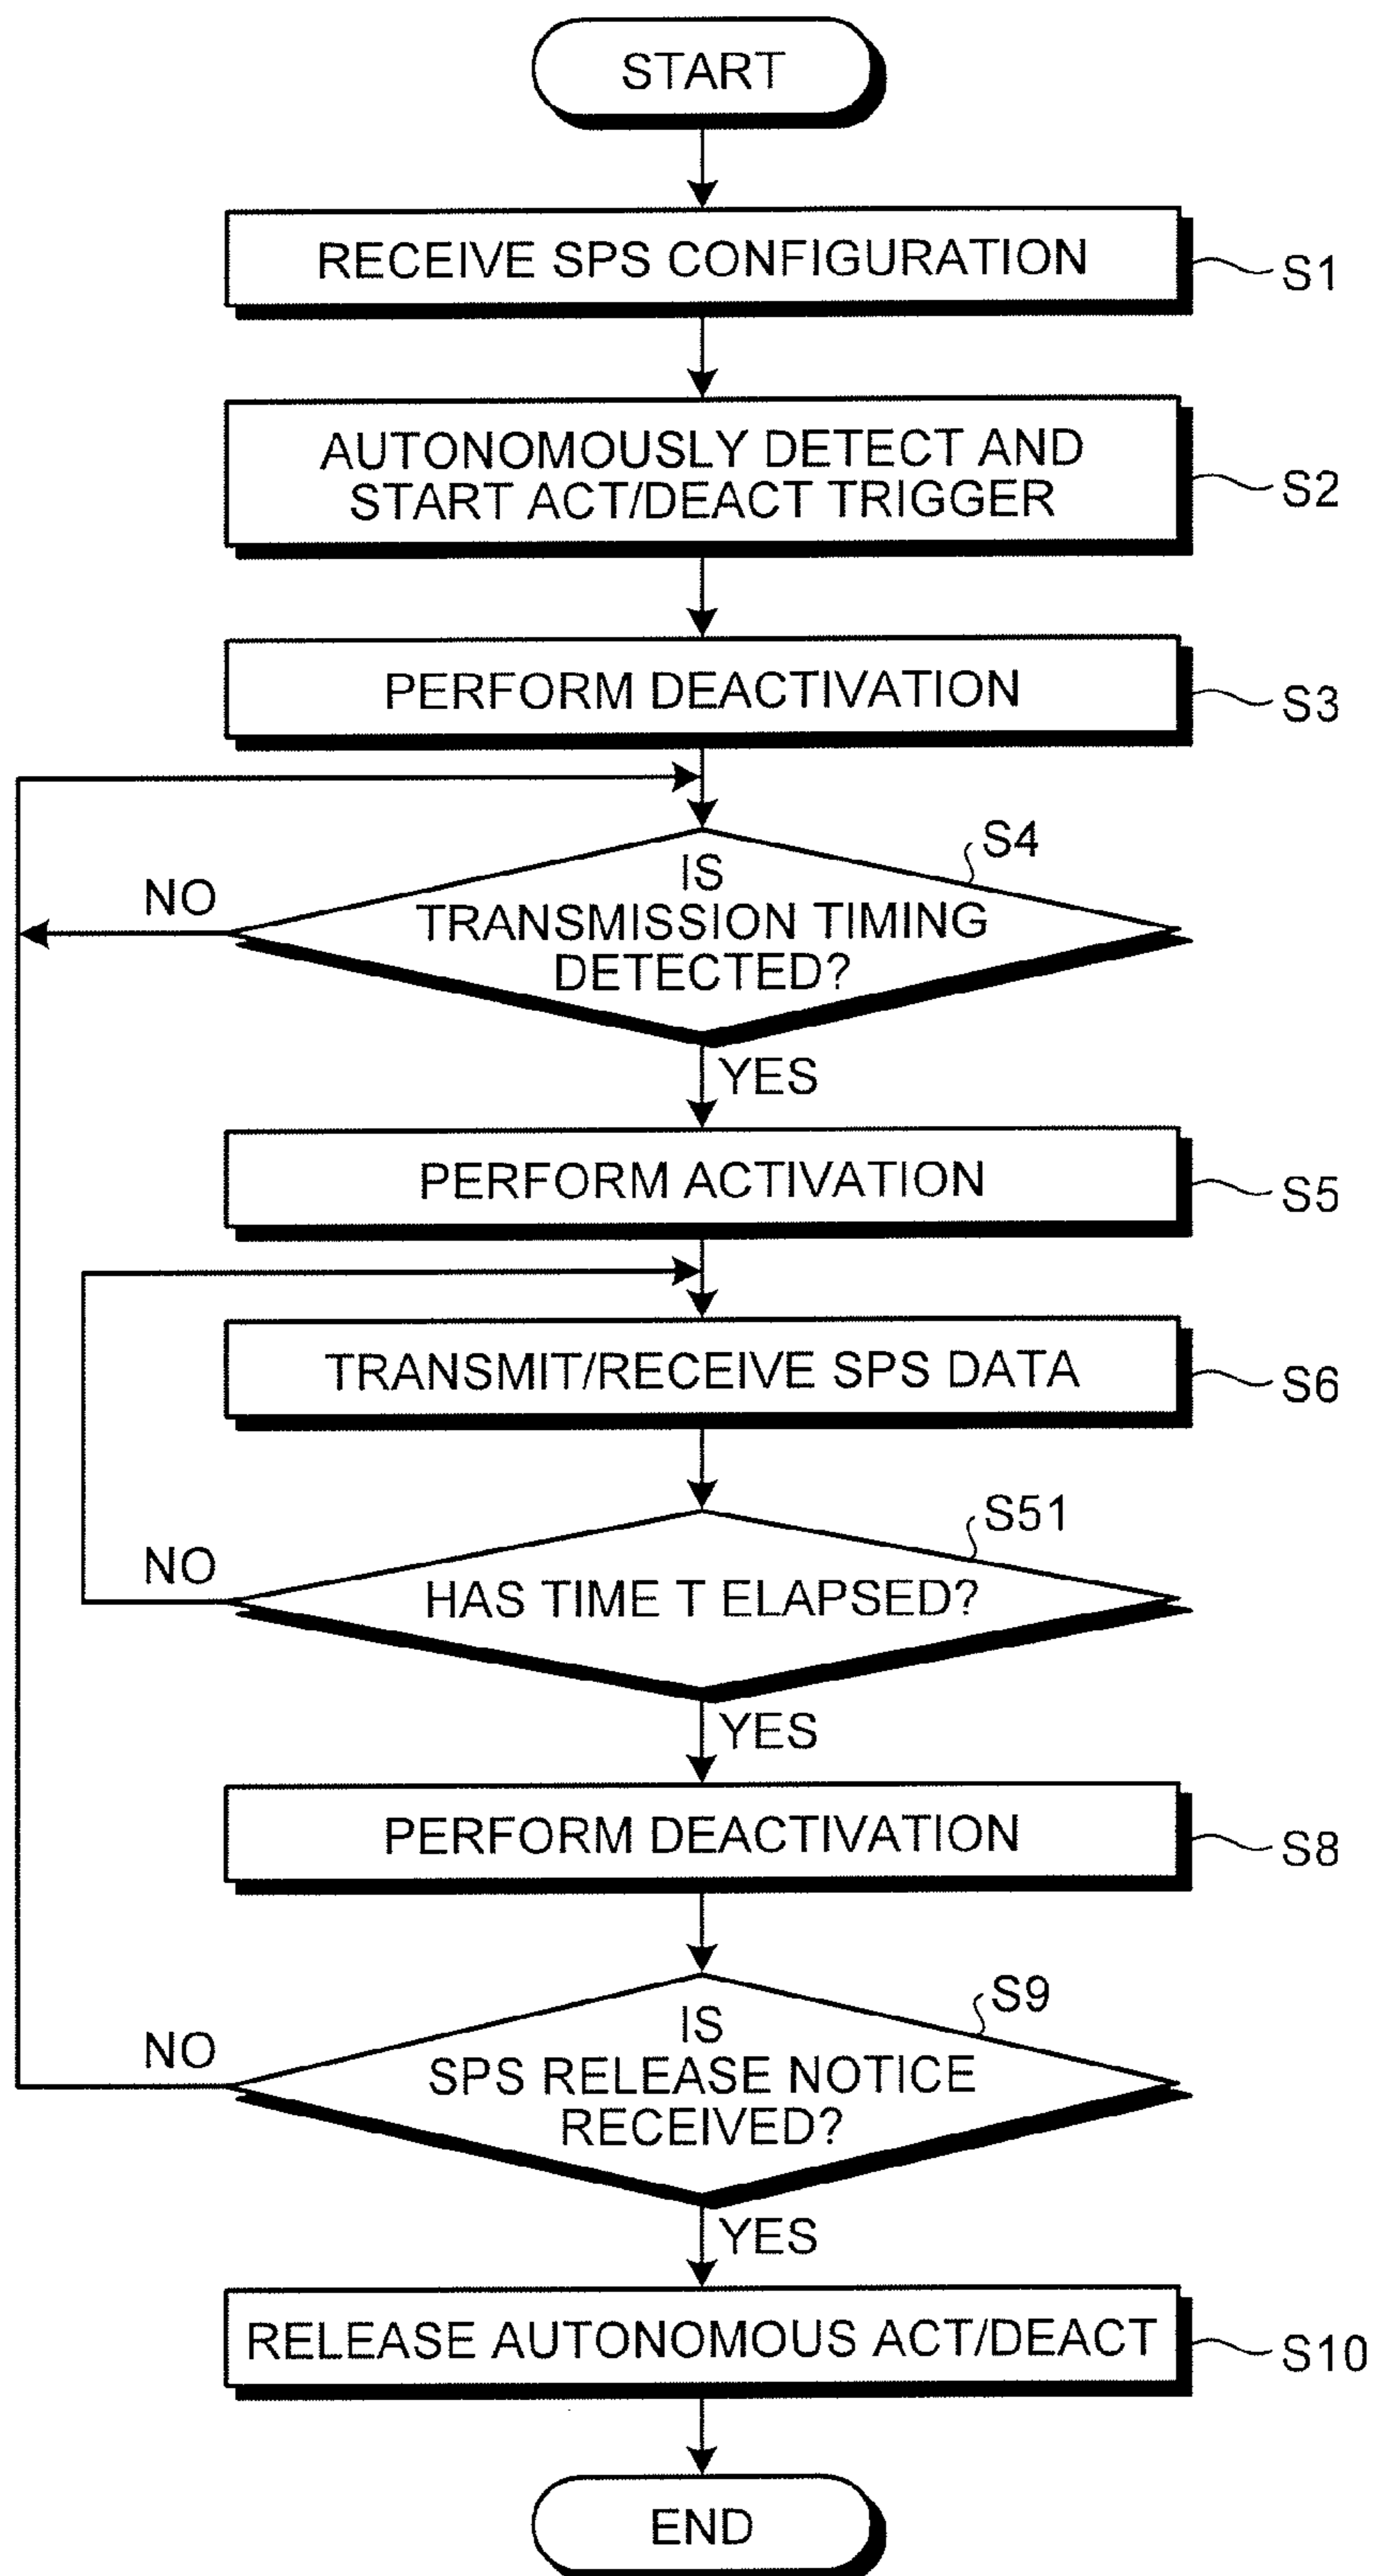 START
RECEIVE SPS CONFIGURATION
S1
AUTONOMOUSLY DETECT AND
START ACT/DEACT TRIGGER
S2
PERFORM DEACTIVATION
S3
S4
IS
TRANSMISSION TIMING
DETECTED?
NO
YES
PERFORM ACTIVATION
S5
TRANSMIT/RECEIVE SPS DATA
S6
S51
HAS TIME T ELAPSED?
NO
YES
PERFORM DEACTIVATION
S8
S9
IS
SPS RELEASE NOTICE
RECEIVED?
NO
YES
RELEASE AUTONOMOUS ACT/DEACT
S10
END